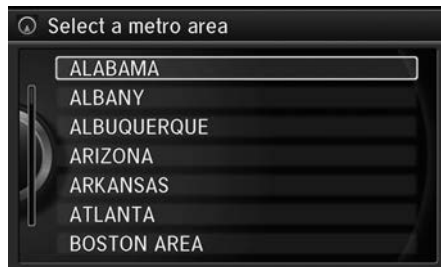 Select a metro area
ALABAMA
ALBANY
ALBUQUERQUE
ARIZONA
ARKANSAS
ATLANTA
BOSTON AREA